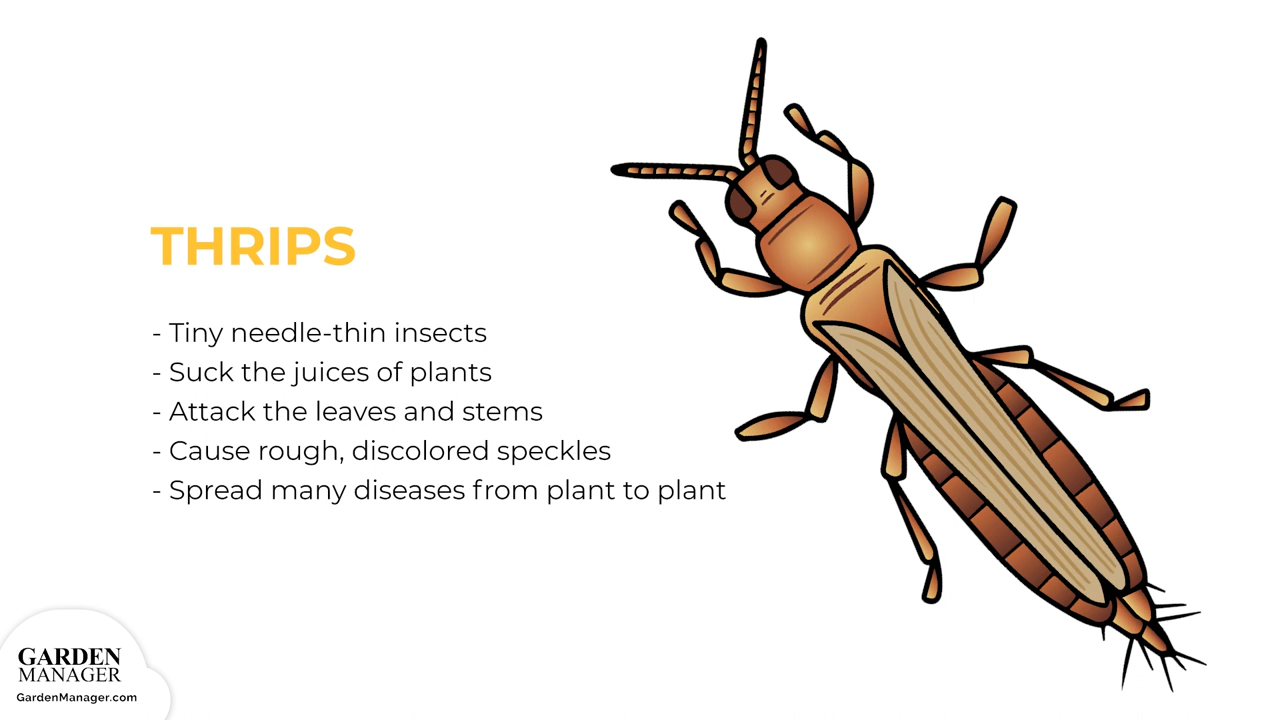 THRIPS
- Tiny needle-thin insects
- Suck the juices of plants
- Attack the leaves and stems
- Cause rough, discolored speckles
- Spread many diseases from plant to plant
GARDEN
MANAGER
GardenManager.com